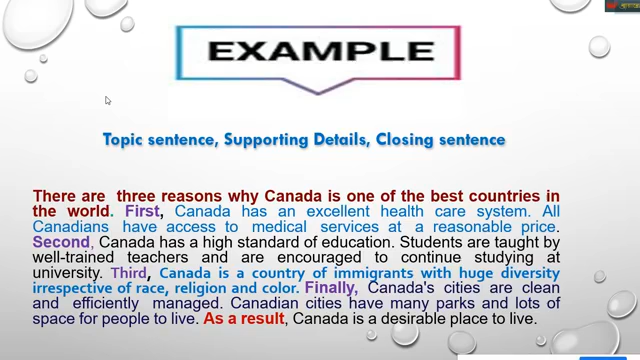 EXAMPLE
Topic sentence, Supporting Details, Closing sentence
There are three reasons why Canada is one of the best countries in
the world. First, Canada has an excellent health care system. All
Canadians have access to medical services at a reasonable price.
Second, Canada has a high standard of education. Students are taught by
well-trained teachers and are encouraged to continue studying at
university. Third, Canada is a country of immigrants with huge diversity
irrespective of race, religion and color. Finally, Canada's cities are clean
and efficiently managed. Canadian cities have many parks and lots of
space for people to live. As a result, Canada is a desirable place to live.